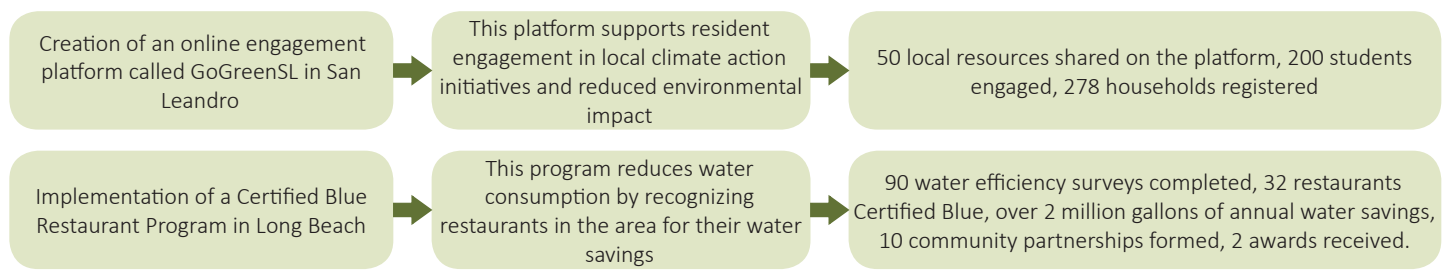 Creation of an online engagement
platform called GoGreenSL in San
Leandro
This platform supports resident
engagement in local climate action
initiatives and reduced environmental
impact
50 local resources shared on the platform, 200 students
engaged, 278 households registered
Implementation of a Certified Blue
Restaurant Program in Long Beach
This program reduces water
consumption by recognizing
restaurants in the area for their water
savings
90 water efficiency surveys completed, 32 restaurants
Certified Blue, over 2 million gallons of annual water savings,
10 community partnerships formed, 2 awards received.